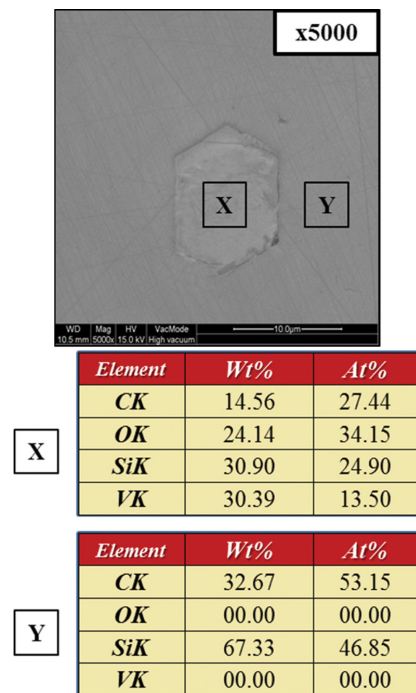 x5000
X
Y
WD Mag HV VacMode 10.0µm
10.5 mm 5000x 15.0 kV High vacuum
X
Element Wt% At%
CK 14.56 27.44
OK 24.14 34.15
SiK 30.90 24.90
VK 30.39 13.50
Y
Element Wt% At%
CK 32.67 53.15
OK 00.00 00.00
SiK 67.33 46.85
VK 00.00 00.00